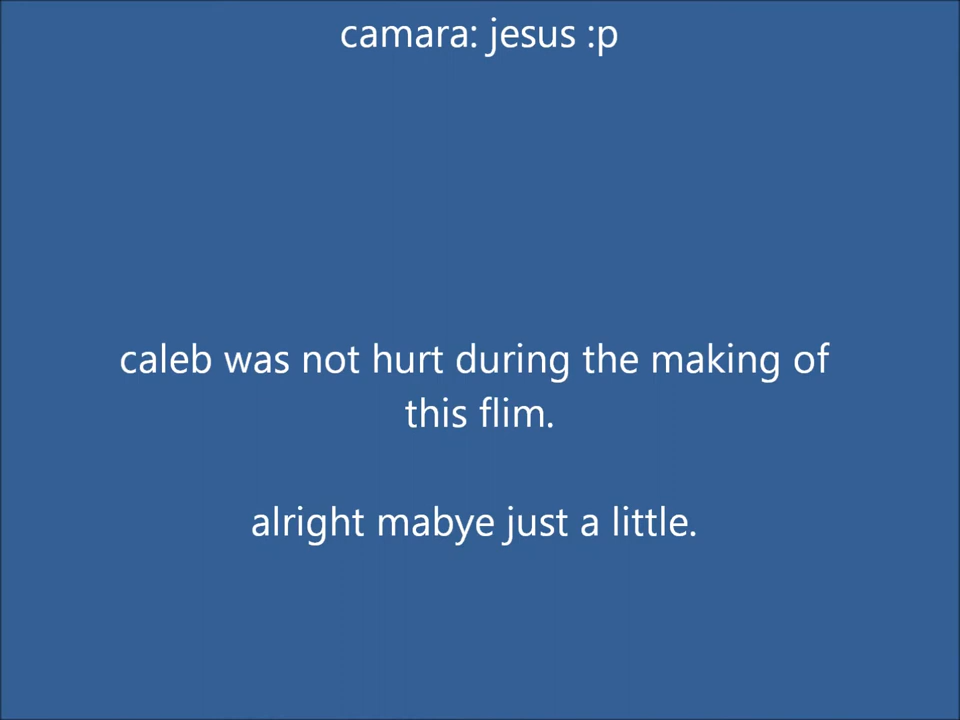 camara: jesus :p
caleb was not hurt during the making of
this flim.
alright mabye just a little.